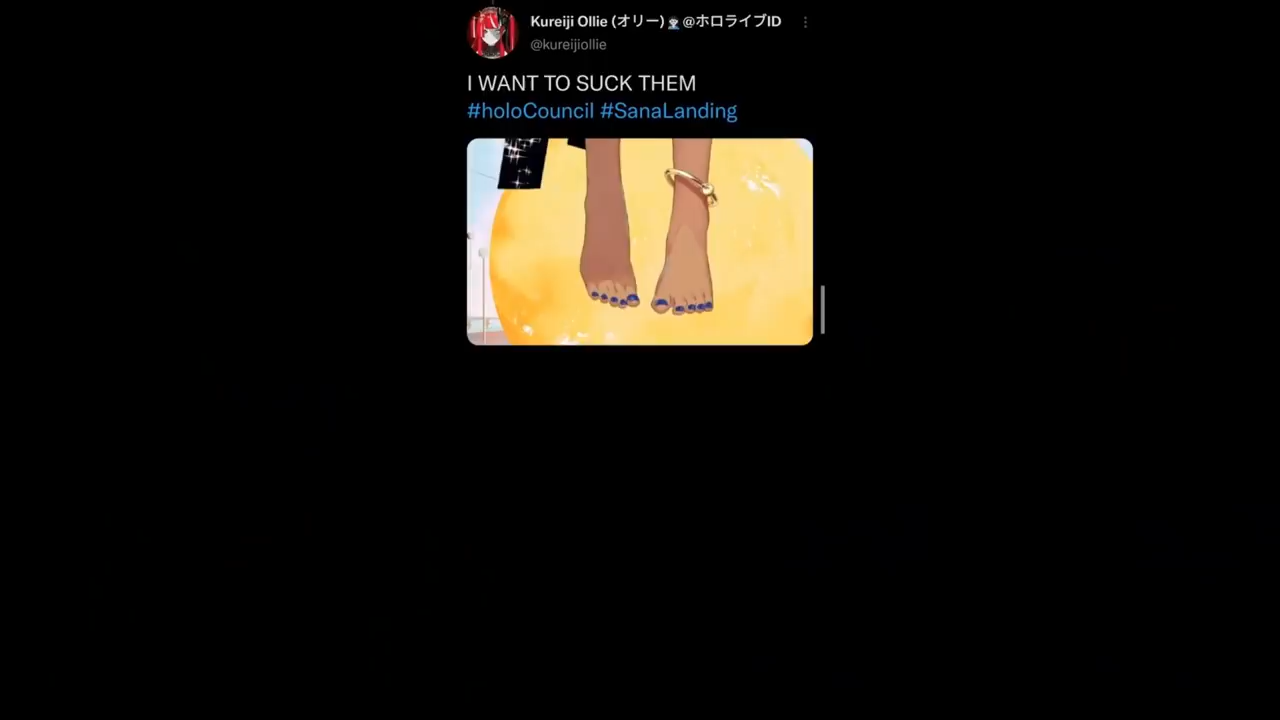 Kureiji Ollie (オリー)🧟‍♀️@ホロライブID
@kureijiollie
I WANT TO SUCK THEM
#holoCouncil #SanaLanding